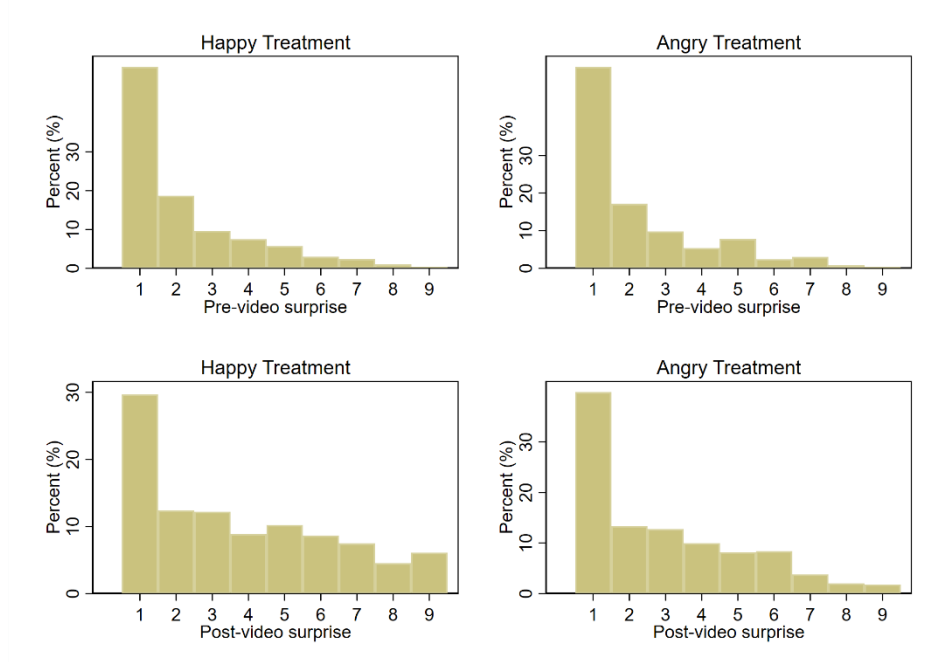 Happy Treatment
Percent (%)
30
20
10
0
1 2 3 4 5 6 7 8 9
Pre-video surprise
Angry Treatment
Percent (%)
30
20
10
0
1 2 3 4 5 6 7 8 9
Pre-video surprise
Happy Treatment
Percent (%)
30
20
10
0
1 2 3 4 5 6 7 8 9
Post-video surprise
Angry Treatment
Percent (%)
30
20
10
0
1 2 3 4 5 6 7 8 9
Post-video surprise